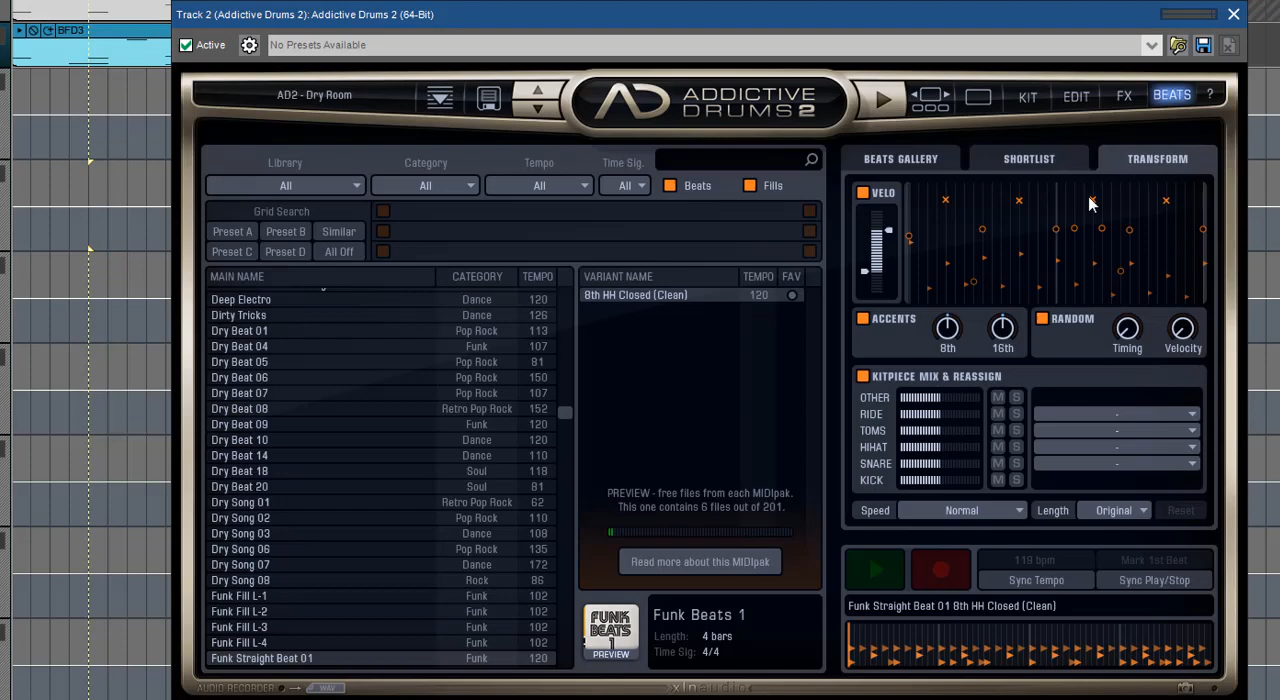 Track 2 (Addictive Drums 2): Addictive Drums 2 (64-Bit)
BFD3
Active
No Presets Available
AD2 - Dry Room
ADDICTIVE
DRUMS 2
KIT
EDIT
FX
BEATS
?
Library
Category
Tempo
Time Sig.
All
All
All
All
Beats
Fills
Grid Search
Preset A
Preset B
Similar
Preset C
Preset D
All Off
MAIN NAME
CATEGORY
TEMPO
Deep Electro Dance 120
Dirty Tricks Dance 126
Dry Beat 01 Pop Rock 113
Dry Beat 04 Funk 107
Dry Beat 05 Pop Rock 81
Dry Beat 06 Pop Rock 150
Dry Beat 07 Pop Rock 107
Dry Beat 08 Retro Pop Rock 152
Dry Beat 09 Funk 120
Dry Beat 10 Dance 120
Dry Beat 14 Dance 110
Dry Beat 18 Soul 118
Dry Beat 20 Soul 81
Dry Song 01 Retro Pop Rock 62
Dry Song 02 Pop Rock 110
Dry Song 03 Dance 108
Dry Song 06 Pop Rock 135
Dry Song 07 Dance 172
Dry Song 08 Rock 86
Funk Fill L-1 Funk 102
Funk Fill L-2 Funk 102
Funk Fill L-3 Funk 102
Funk Fill L-4 Funk 102
Funk Straight Beat 01 Funk 120
VARIANT NAME
TEMPO
FAV
8th HH Closed (Clean) 120
PREVIEW - free files from each MIDIpak.
This one contains 6 files out of 201.
Read more about this MIDIpak
FUNK
BEATS
1
PREVIEW
Funk Beats 1
Length: 4 bars
Time Sig: 4/4
BEATS GALLERY
SHORTLIST
TRANSFORM
VELO
ACCENTS
8th
16th
RANDOM
Timing
Velocity
KITPIECE MIX & REASSIGN
OTHER M S
RIDE M S -
TOMS M S -
HIHAT M S -
SNARE M S -
KICK M S
Speed
Normal
Length
Original
Reset
119 bpm
Mark 1st Beat
Sync Tempo
Sync Play/Stop
Funk Straight Beat 01 8th HH Closed (Clean)
AUDIO RECORDER
WAV
xlnaudio